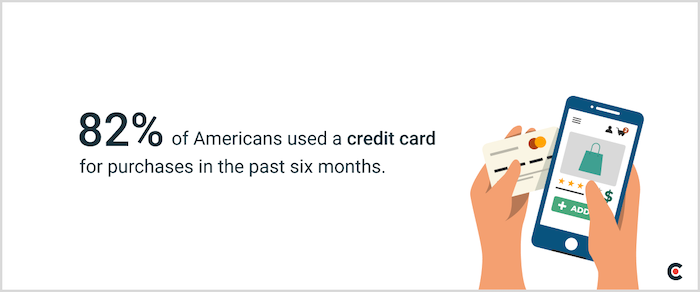 82% of Americans used a credit card
for purchases in the past six months.
$
+ ADD